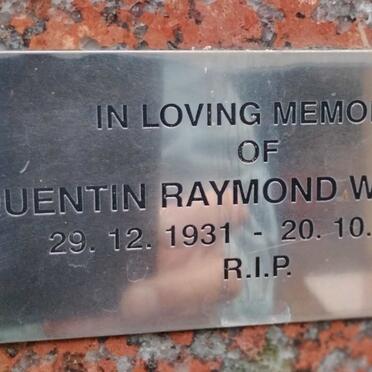 IN LOVING MEMO
OF
UENTIN RAYMOND W
29. 12. 1931 - 20. 10.
R.I.P.